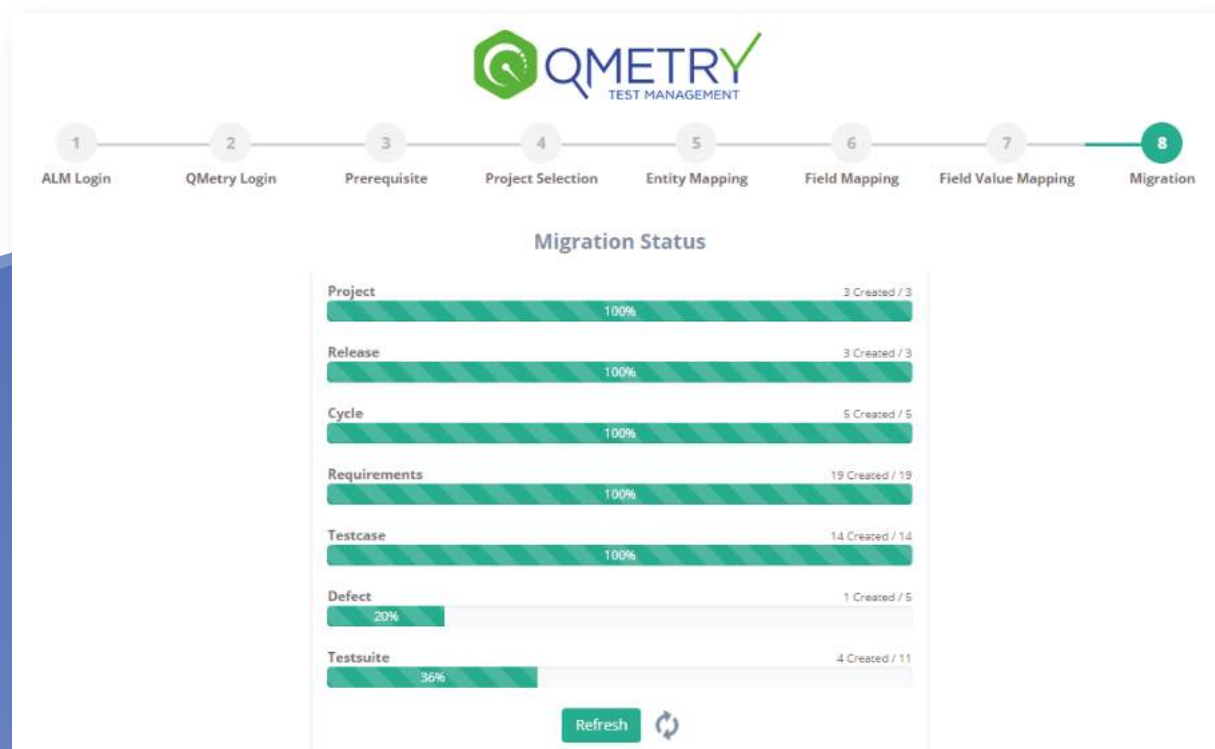 QMETRY
TEST MANAGEMENT
1 2 3 4 5 6 7 8
ALM Login QMetry Login Prerequisite Project Selection Entity Mapping Field Mapping Field Value Mapping Migration
Migration Status
Project 3 Created / 3
100%
Release 3 Created / 3
100%
Cycle 5 Created / 5
100%
Requirements 19 Created / 19
100%
Testcase 14 Created / 14
100%
Defect 1 Created / 5
20%
Testsuite 4 Created / 11
36%
Refresh